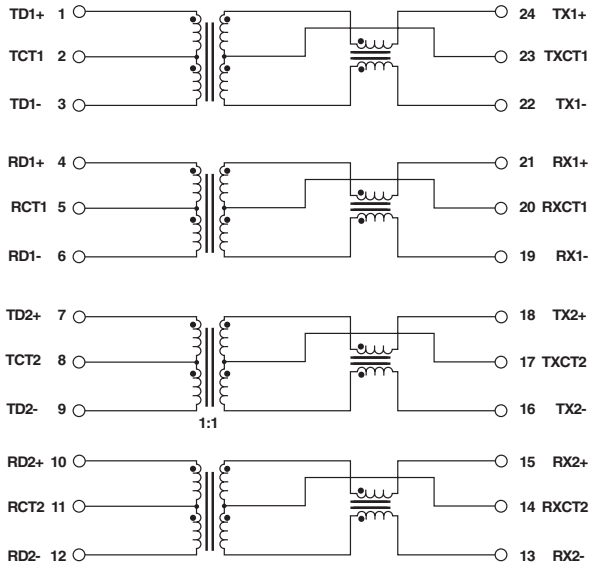 TD1+ 1 24 TX1+
TCT1 2 23 TXCT1
TD1- 3 22 TX1-
RD1+ 4 21 RX1+
RCT1 5 20 RXCT1
RD1- 6 19 RX1-
TD2+ 7 18 TX2+
TCT2 8 17 TXCT2
TD2- 9 16 TX2-
1:1
RD2+ 10 15 RX2+
RCT2 11 14 RXCT2
RD2- 12 13 RX2-